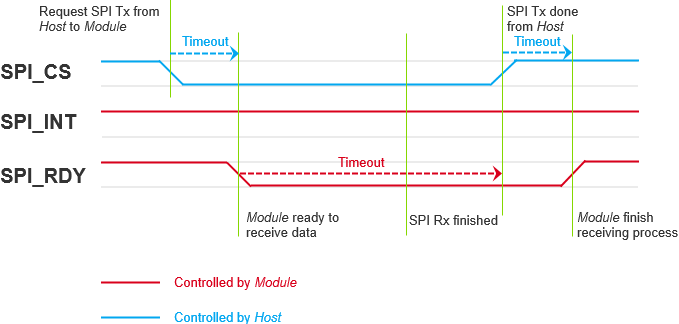 Request SPI Tx from
Host to Module
SPI Tx done
from Host
Timeout
Timeout
SPI_CS
SPI_INT
Timeout
SPI_RDY
Module ready to
receive data
SPI Rx finished
Module finish
receiving process
Controlled by Module
Controlled by Host